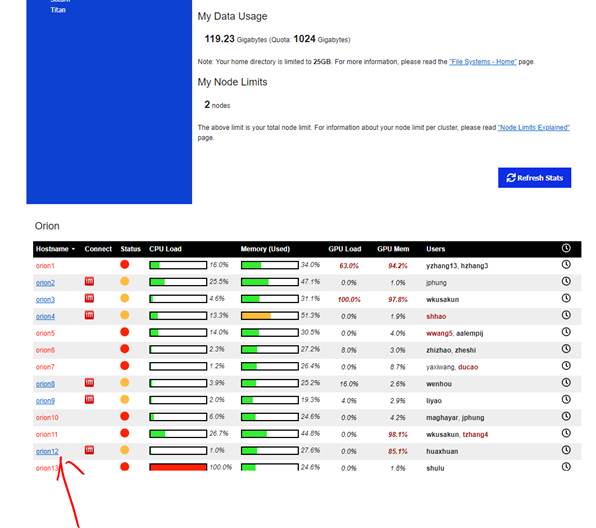 Titan
My Data Usage
119.23 Gigabytes (Quota: 1024 Gigabytes)
Note: Your home directory is limited to 25GB. For more information, please read the "File Systems - Home" page.
My Node Limits
2 nodes
The above limit is your total node limit. For information about your node limit per cluster, please read "Node Limits Explained"
page.
Refresh Stats
Orion
Hostname Connect Status CPU Load Memory (Used) GPU Load GPU Mem Users
orion1 16.0% 34.0% 63.0% 94.2% yzhang13, hzhang3
orion2 25.5% 47.1% 0.0% 1.0% jphung
orion3 4.6% 31.1% 100.0% 97.8% wkusakun
orion4 13.3% 51.3% 0.0% 1.9% shhao
orion5 14.0% 30.5% 0.0% 4.0% wwang5, aalempij
orion6 2.3% 27.2% 8.0% 3.0% zhizhao, zheshi
orion7 1.2% 26.4% 0.0% 8.7% yaxiwang, ducao
orion8 3.9% 25.2% 16.0% 2.6% wenhou
orion9 2.0% 19.3% 4.0% 2.9% liyao
orion10 6.0% 24.6% 0.0% 4.2% maghayar, jphung
orion11 26.7% 44.8% 0.0% 98.1% wkusakun, tzhang4
orion12 1.0% 27.6% 0.0% 85.1% huaxhuan
orion13 100.0% 24.6% 0.0% 1.8% shulu